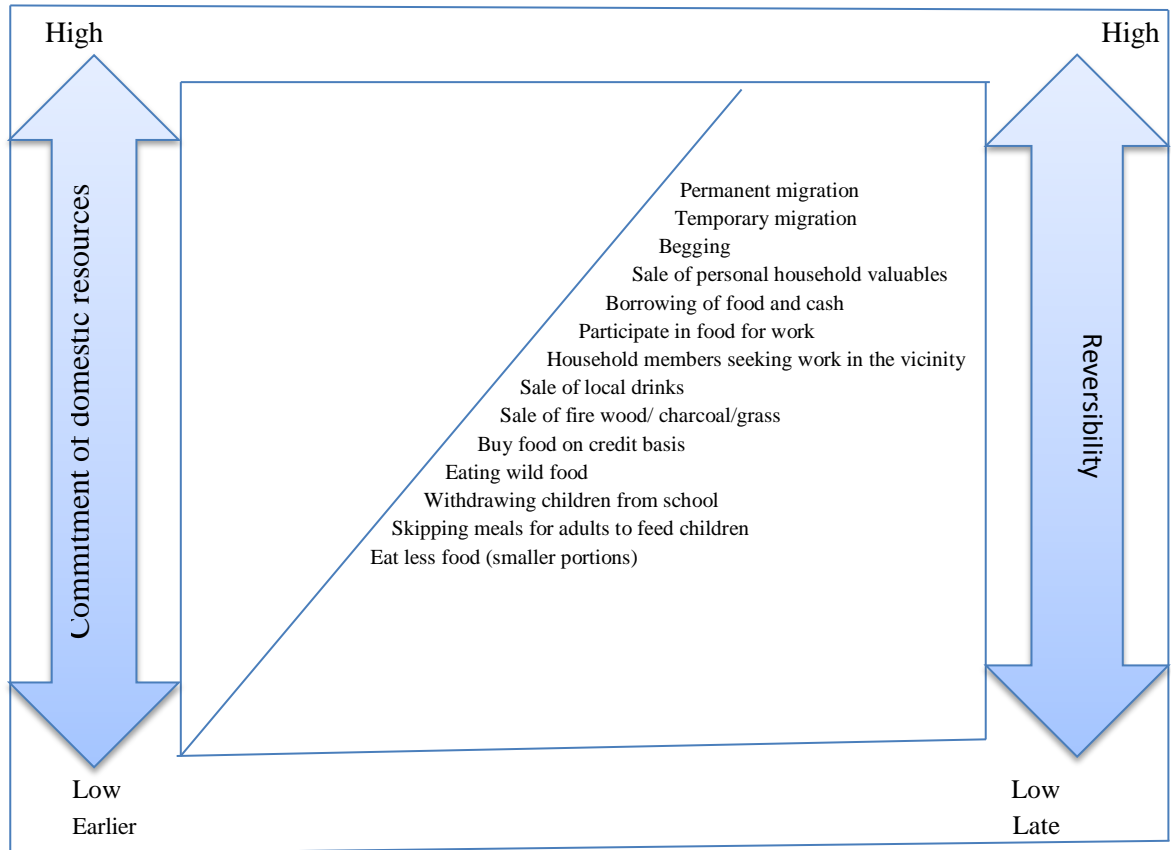 High
High
Commitment of domestic resources
Permanent migration
Temporary migration
Begging
Sale of personal household valuables
Borrowing of food and cash
Participate in food for work
Household members seeking work in the vicinity
Sale of local drinks
Sale of fire wood/ charcoal/grass
Buy food on credit basis
Eating wild food
Withdrawing children from school
Skipping meals for adults to feed children
Eat less food (smaller portions)
Reversibility
Low
Earlier
Low
Late